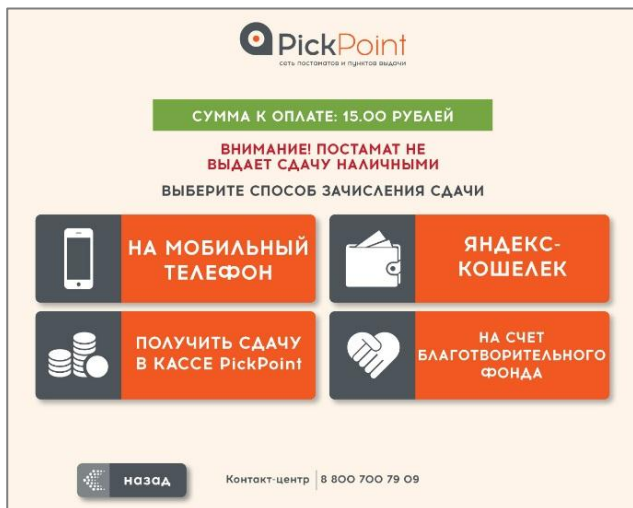 PickPoint
сеть постаматов и пунктов выдачи
СУММА К ОПЛАТЕ: 15.00 РУБЛЕЙ
ВНИМАНИЕ! ПОСТАМАТ НЕ
ВЫДАЕТ СДАЧУ НАЛИЧНЫМИ
ВЫБЕРИТЕ СПОСОБ ЗАЧИСЛЕНИЯ СДАЧИ
НА МОБИЛЬНЫЙ
ТЕЛЕФОН
ЯНДЕКС-
КОШЕЛЕК
ПОЛУЧИТЬ СДАЧУ
В КАССЕ PickPoint
НА СЧЕТ
БЛАГОТВОРИТЕЛЬНОГО
ФОНДА
назад
Контакт-центр 8 800 700 79 09